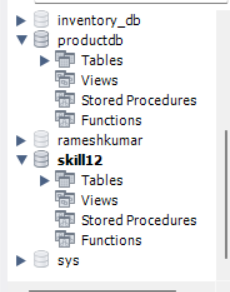 inventory_db
productdb
Tables
Views
Stored Procedures
Functions
rameshkumar
skill12
Tables
Views
Stored Procedures
Functions
sys